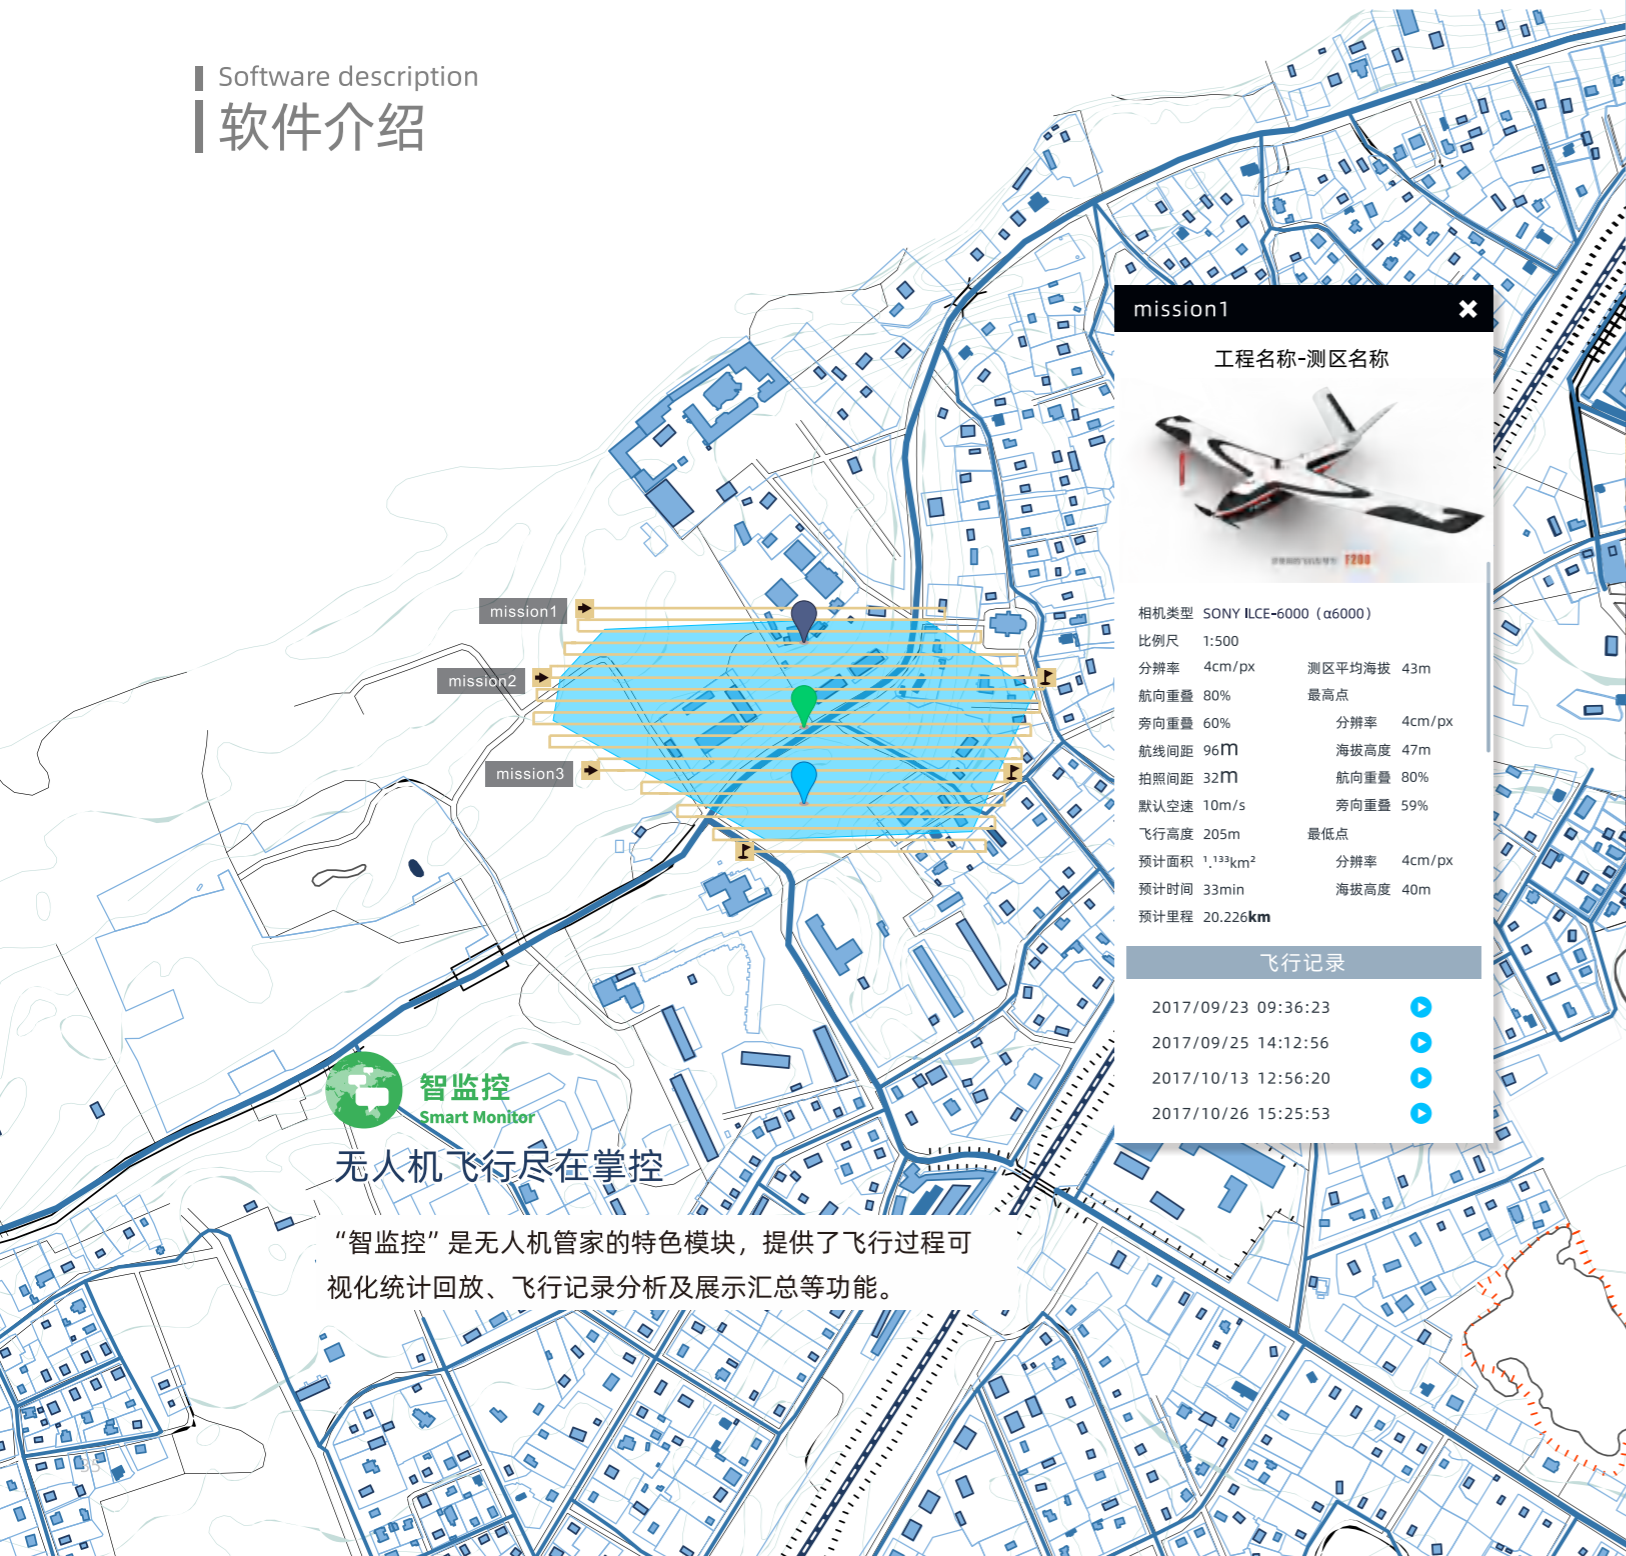 Software description
软件介绍
mission1
mission2
mission3
mission1
工程名称-测区名称
F200
相机类型 SONY ILCE-6000（α6000）
比例尺 1:500
分辨率 4cm/px 测区平均海拔 43m
航向重叠 80% 最高点
旁向重叠 60% 分辨率 4cm/px
航线间距 96m 海拔高度 47m
拍照间距 32m 航向重叠 80%
默认空速 10m/s 旁向重叠 59%
飞行高度 205m 最低点
预计面积 ¹.¹³³km² 分辨率 4cm/px
预计时间 33min 海拔高度 40m
预计里程 20.226km
飞行记录
2017/09/23 09:36:23
2017/09/25 14:12:56
2017/10/13 12:56:20
2017/10/26 15:25:53
智监控
Smart Monitor
无人机飞行尽在掌控
“智监控”是无人机管家的特色模块，提供了飞行过程可
视化统计回放、飞行记录分析及展示汇总等功能。
35